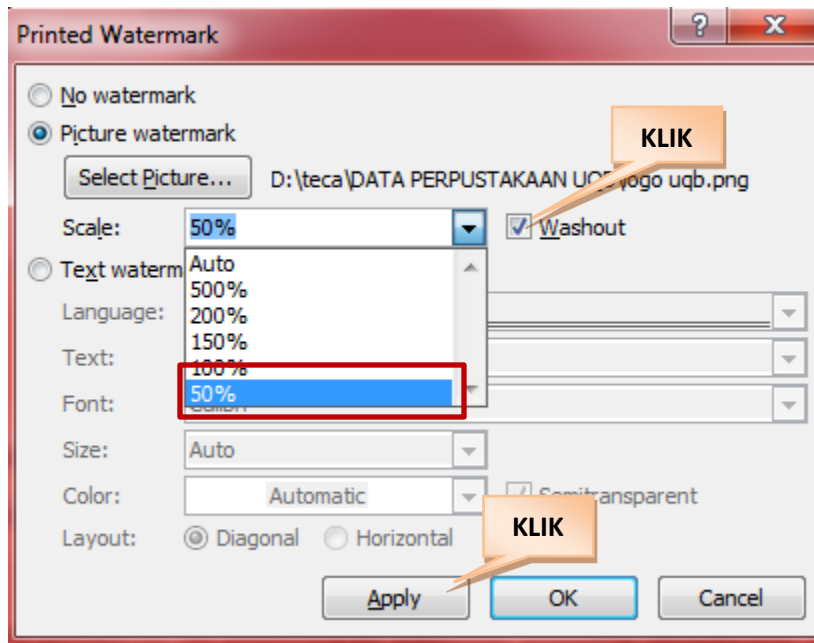 Printed Watermark
No watermark
Picture watermark
KLIK
Select Picture... D:\teca\DATA PERPUSTAKAAN UQB\logo uqb.png
Scale: 50% Washout
Auto
Text waterm
500%
Language: 200%
150%
Text: 100%
50%
Font:
Size: Auto
Color: Automatic Semitransparent
Layout: Diagonal Horizontal
KLIK
Apply OK Cancel